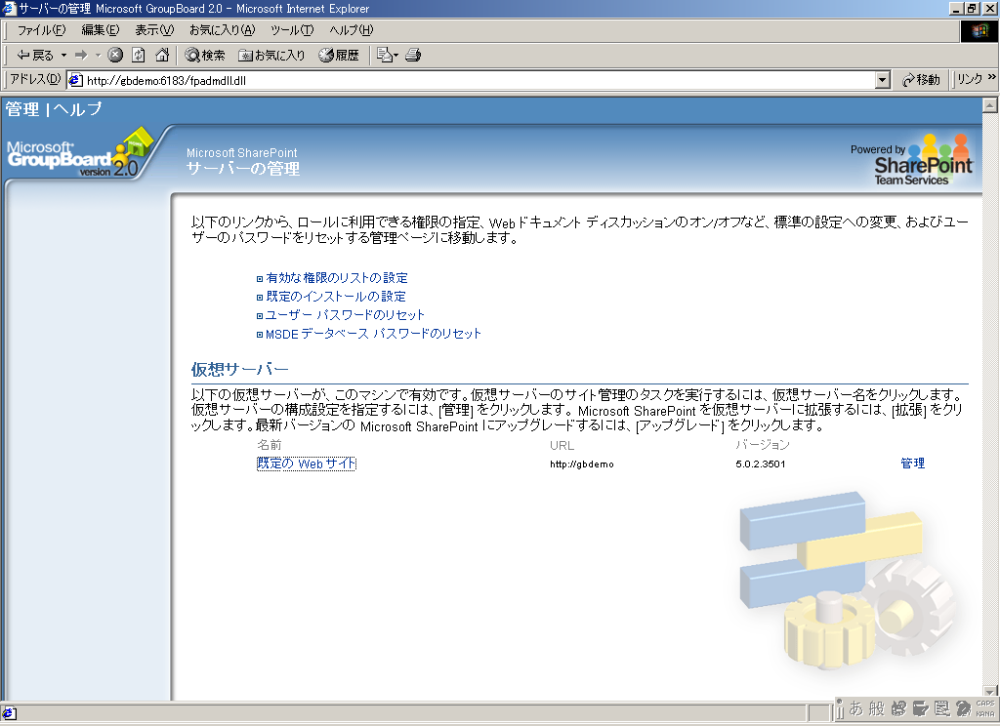 サーバーの管理 Microsoft GroupBoard 2.0 - Microsoft Internet Explorer
ファイル(F) 編集(E) 表示(V) お気に入り(A) ツール(T) ヘルプ(H)
戻る 検索 お気に入り 履歴
アドレス(D) http://gbdemo:6183/fpadmdll.dll 移動 リンク »
管理 | ヘルプ
Microsoft GroupBoard version 2.0
Microsoft SharePoint
サーバーの管理
Powered by SharePoint Team Services
以下のリンクから、ロールに利用できる権限の指定、Web ドキュメント ディスカッションのオン/オフなど、標準の設定への変更、およびユー
ザーのパスワードをリセットする管理ページに移動します。
有効な権限のリストの設定
既定のインストールの設定
ユーザー パスワードのリセット
MSDE データベース パスワードのリセット
仮想サーバー
以下の仮想サーバーが、このマシンで有効です。仮想サーバーのサイト管理のタスクを実行するには、仮想サーバー名をクリックします。
仮想サーバーの構成設定を指定するには、[管理] をクリックします。 Microsoft SharePoint を仮想サーバーに拡張するには、[拡張] をクリ
ックします。最新バージョンの Microsoft SharePoint にアップグレードするには、[アップグレード] をクリックします。
名前 URL バージョン
既定の Web サイト http://gbdemo 5.0.2.3501 管理
あ 般 CAPS
KANA